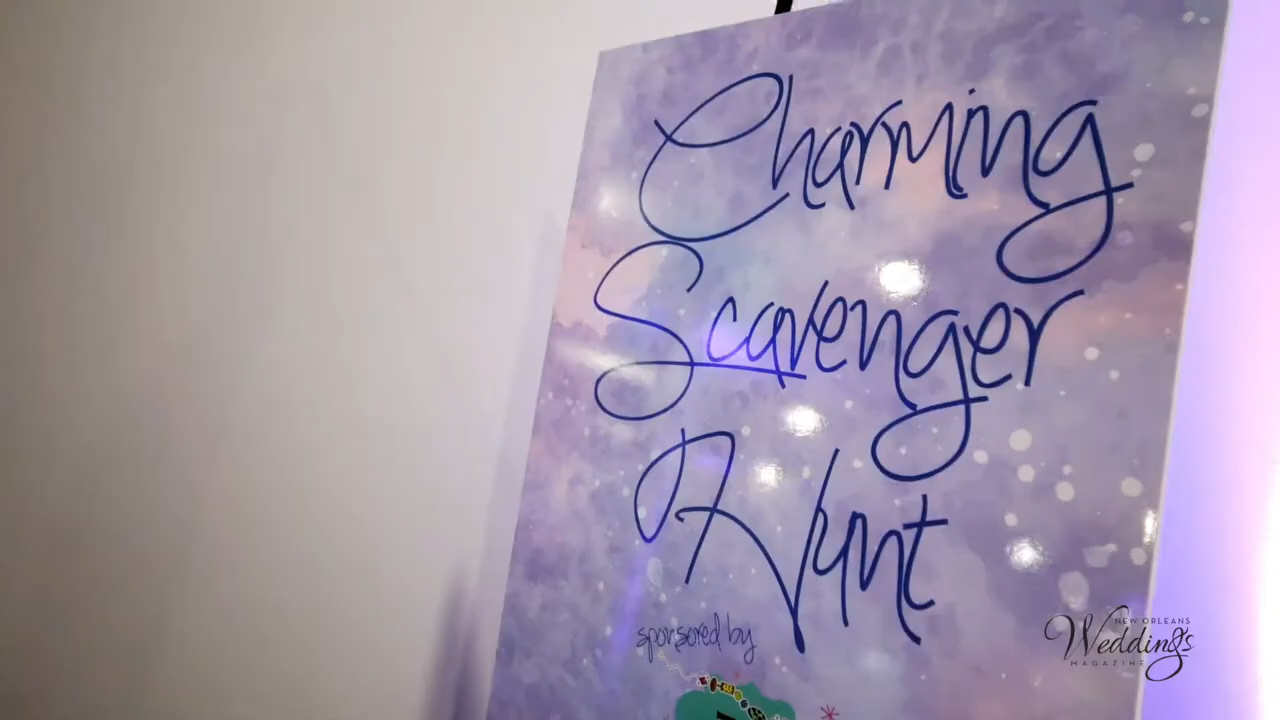 Charming
Scavenger
Hunt
sponsored by
NEW ORLEANS
Weddings
MAGAZINE